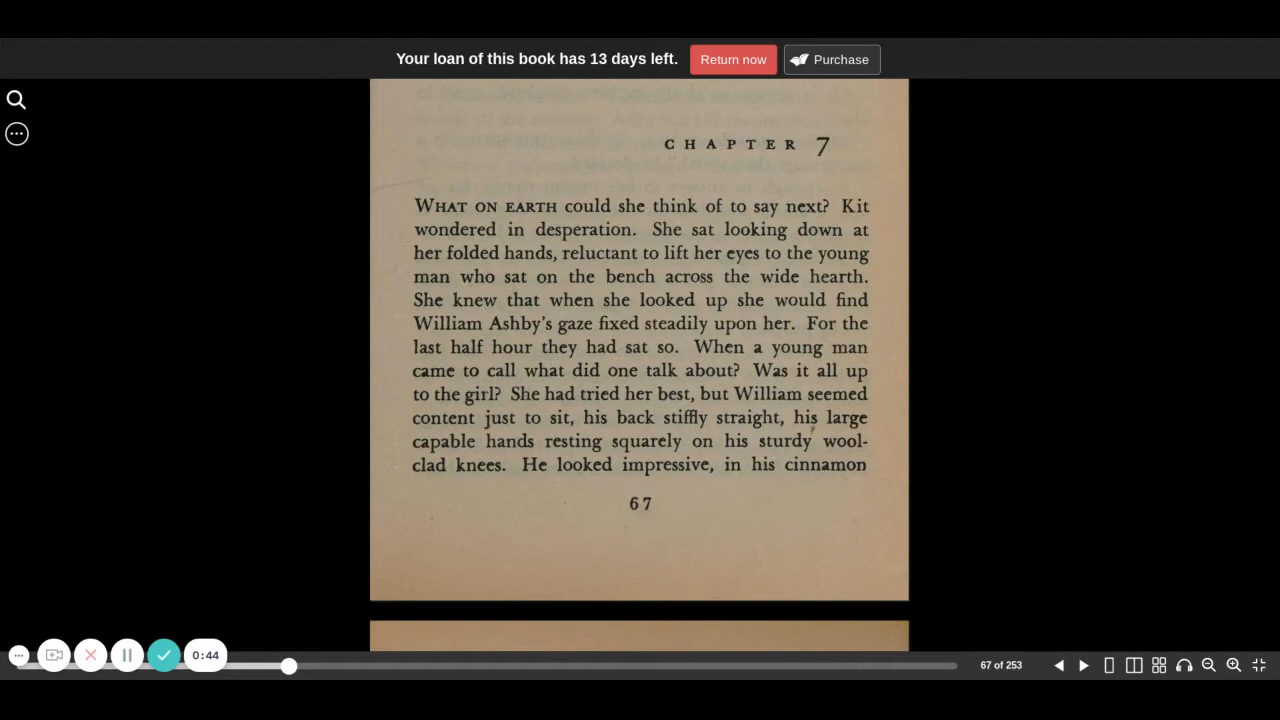 Your loan of this book has 13 days left. Return now Purchase
CHAPTER 7
WHAT ON EARTH could she think of to say next? Kit
wondered in desperation. She sat looking down at
her folded hands, reluctant to lift her eyes to the young
man who sat on the bench across the wide hearth.
She knew that when she looked up she would find
William Ashby's gaze fixed steadily upon her. For the
last half hour they had sat so. When a young man
came to call what did one talk about? Was it all up
to the girl? She had tried her best, but William seemed
content just to sit, his back stiffly straight, his large
capable hands resting squarely on his sturdy wool-
clad knees. He looked impressive, in his cinnamon
67
0:44
67 of 253